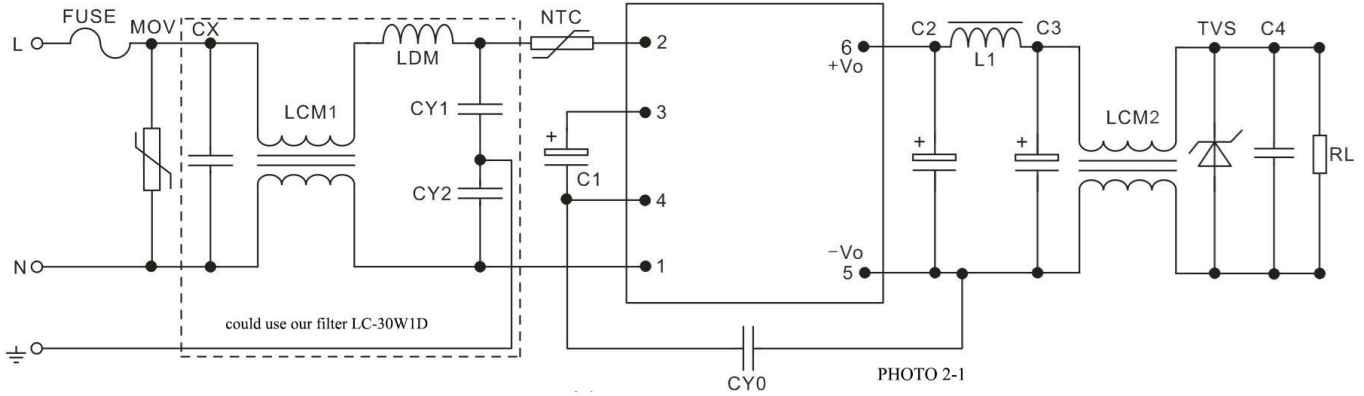 FUSE
L
MOV
CX
LCM1
LDM
CY1
CY2
NTC
2
3
+
C1
4
1
N
could use our filter LC-30W1D
CY0
6
+Vo
−Vo
5
C2
+
L1
C3
+
LCM2
TVS
C4
RL
PHOTO 2-1